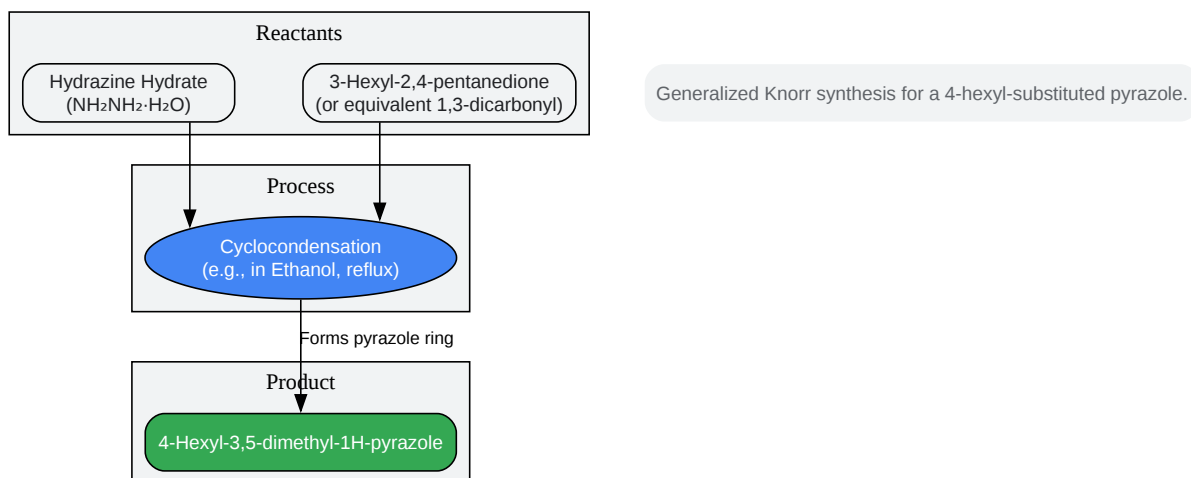 Reactants
Hydrazine Hydrate
(NH₂NH₂·H₂O)
3-Hexyl-2,4-pentanedione
(or equivalent 1,3-dicarbonyl)
Generalized Knorr synthesis for a 4-hexyl-substituted pyrazole.
Process
Cyclocondensation
(e.g., in Ethanol, reflux)
Forms pyrazole ring
Product
4-Hexyl-3,5-dimethyl-1H-pyrazole